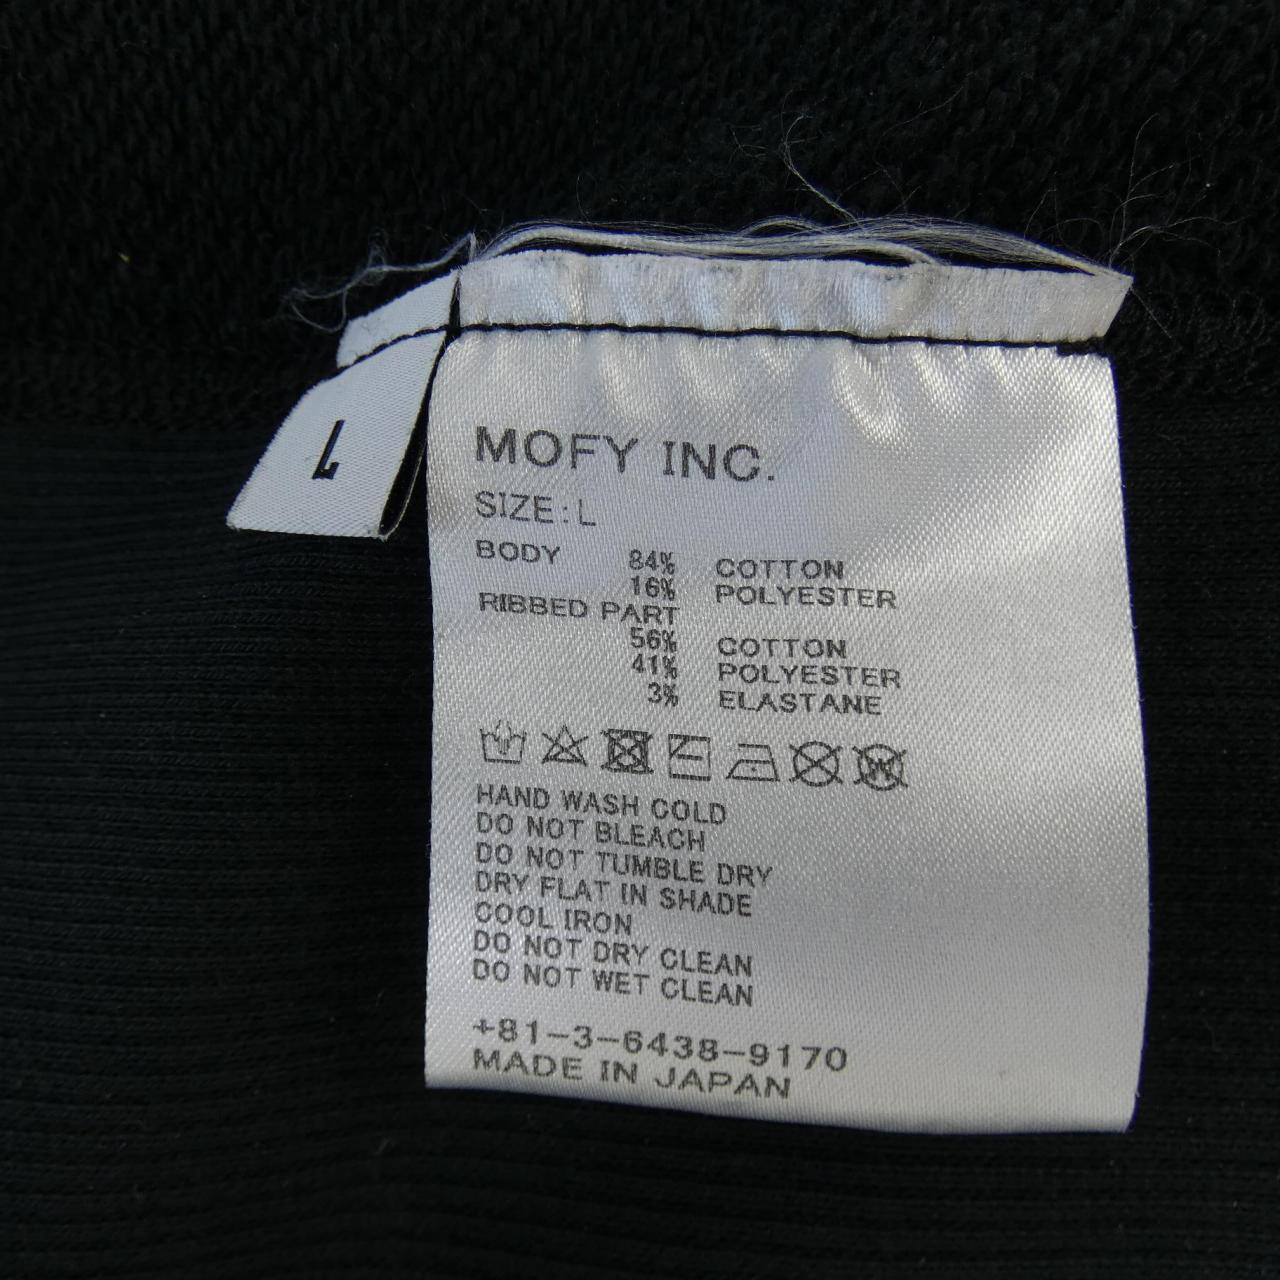 L
MOFY INC.
SIZE:L
BODY 84% COTTON
16% POLYESTER
RIBBED PART
56% COTTON
41% POLYESTER
3% ELASTANE
HAND WASH COLD
DO NOT BLEACH
DO NOT TUMBLE DRY
DRY FLAT IN SHADE
COOL IRON
DO NOT DRY CLEAN
DO NOT WET CLEAN
+81-3-6438-9170
MADE IN JAPAN